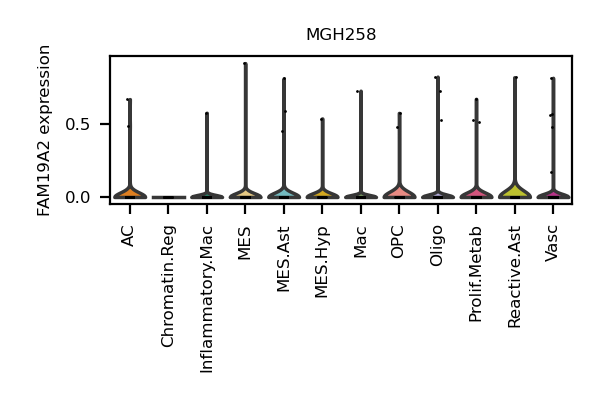 MGH258
FAM19A2 expression
0.5
0.0
AC
Chromatin.Reg
Inflammatory.Mac
MES
MES.Ast
MES.Hyp
Mac
OPC
Oligo
Prolif.Metab
Reactive.Ast
Vasc